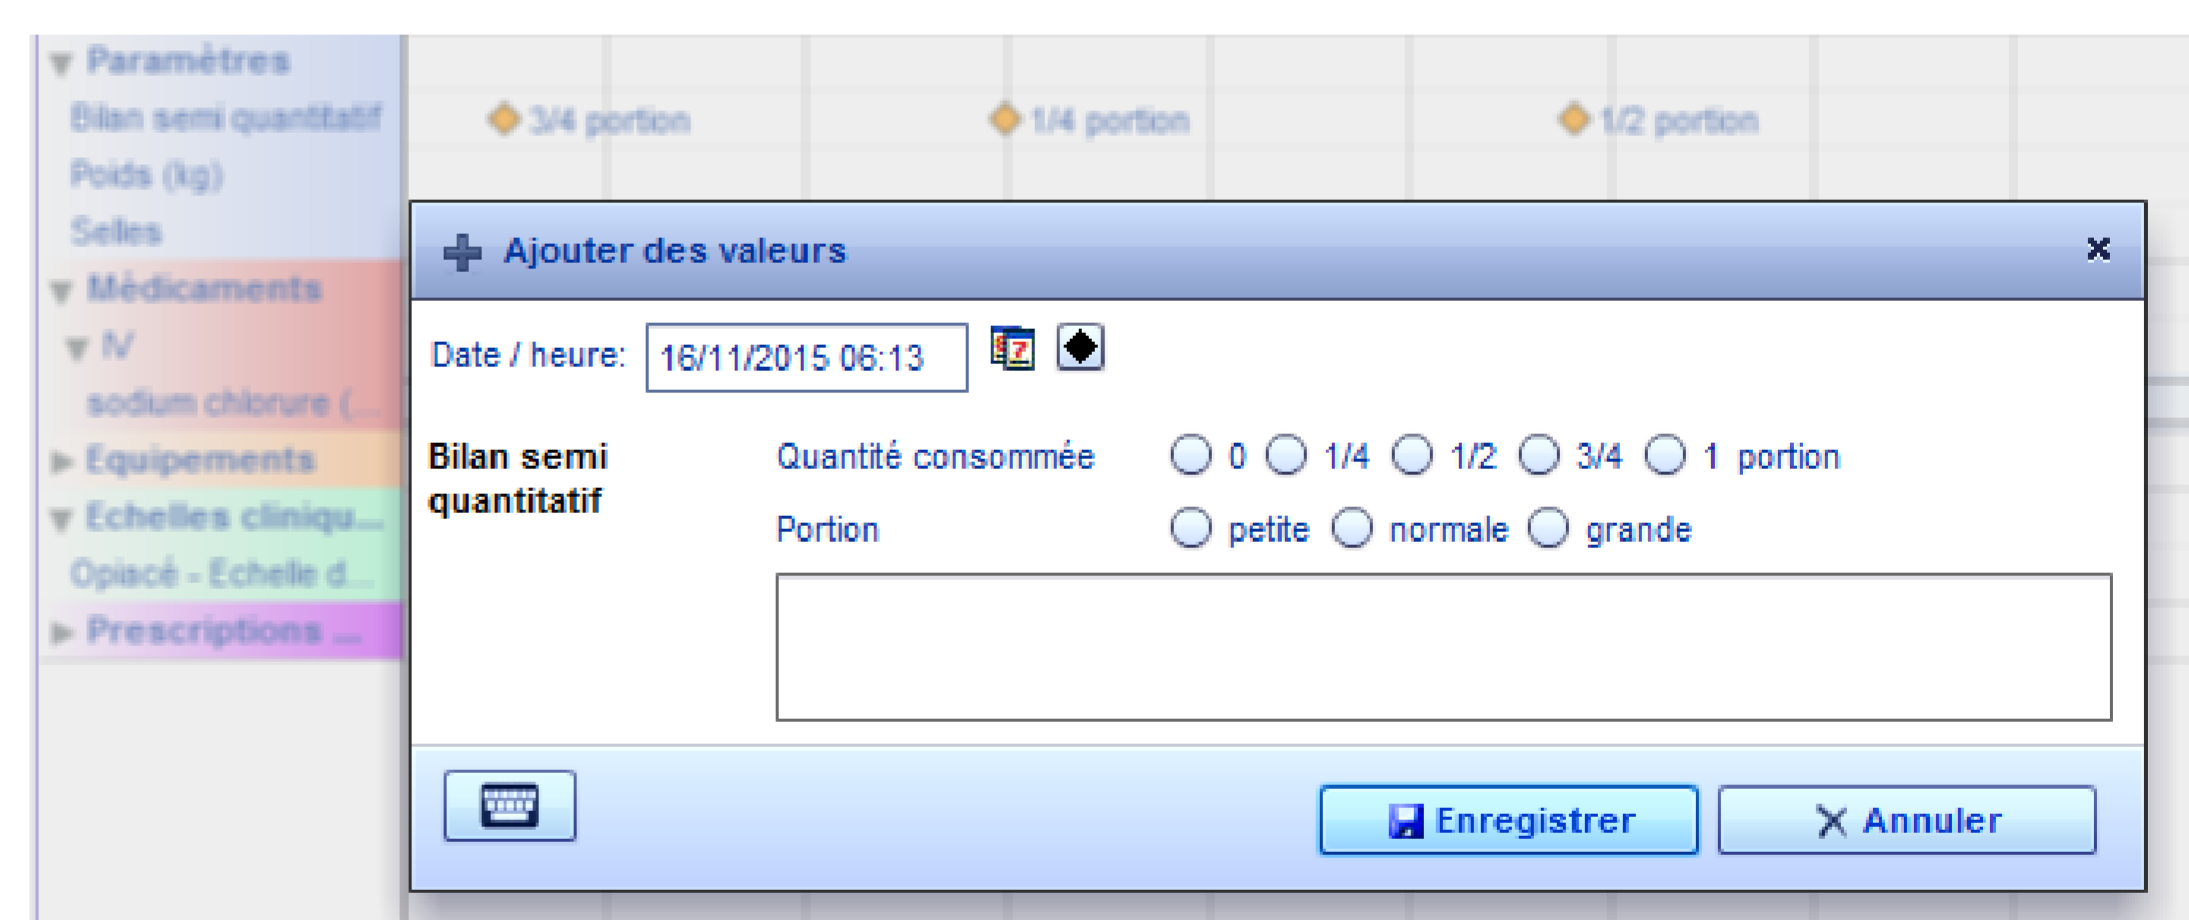 Paramètres
Bilan semi quantitatif
3/4 portion
1/4 portion
1/2 portion
Poids (kg)
Selles
Médicaments
IV
sodium chlorure (...
Equipements
Echelles cliniqu...
Opiacé - Echelle d...
Prescriptions ...
Ajouter des valeurs
Date / heure: 16/11/2015 06:13
Bilan semi
quantitatif
Quantité consommée 0 1/4 1/2 3/4 1 portion
Portion petite normale grande
Enregistrer Annuler